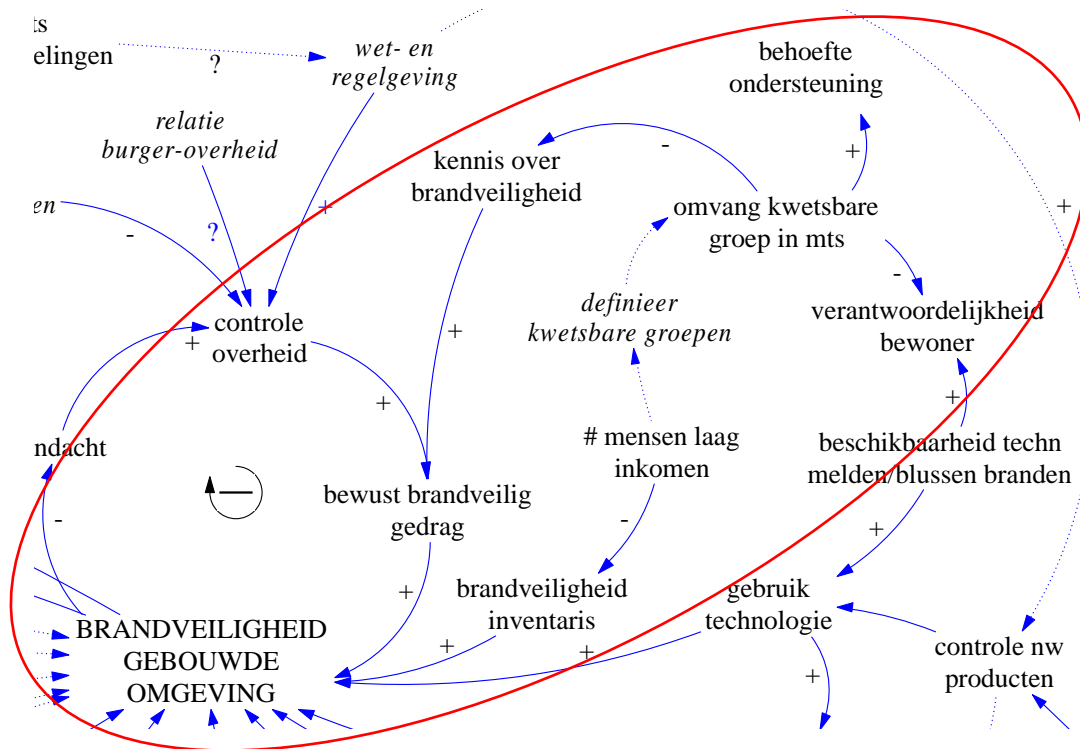 elingen
?
wet- en
regelgeving
behoefte
ondersteuning
relatie
burger-overheid
kennis over
brandveiligheid
-
+
omvang kwetsbare
groep in mts
en
-
?
+
+
-
definieer
kwetsbare groepen
verantwoordelijkheid
bewoner
controle
overheid
+
+
+
+
# mensen laag
inkomen
beschikbaarheid techn
melden/blussen branden
ndacht
bewust brandveilig
gedrag
-
-
+
+
brandveiligheid
inventaris
gebruik
technologie
BRANDVEILIGHEID
GEBOUWDE
OMGEVING
+
+
+
controle nw
producten